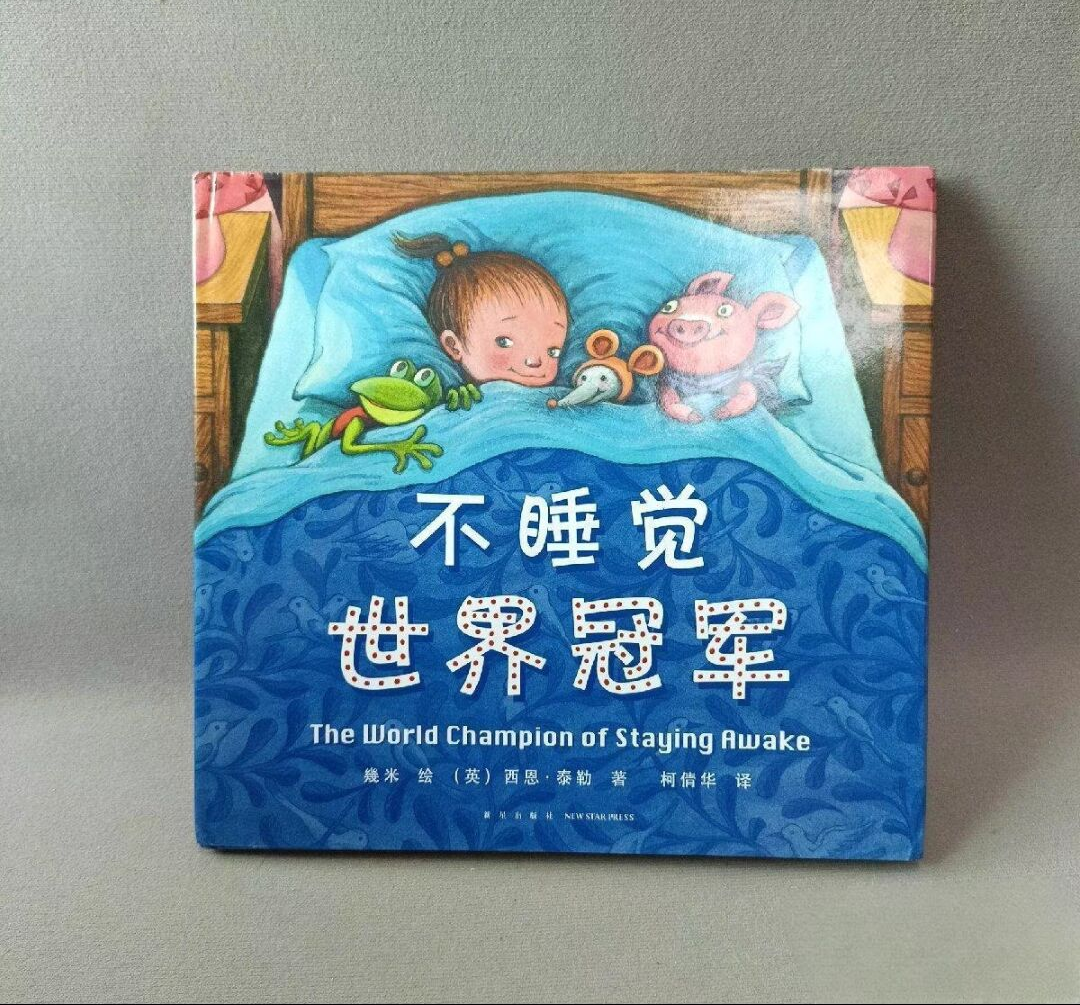 不睡觉
世界冠军
The World Champion of Staying Awake
幾米 绘 (英) 西恩·泰勒 著 柯倩华 译
新星出版社 NEW STAR PRESS